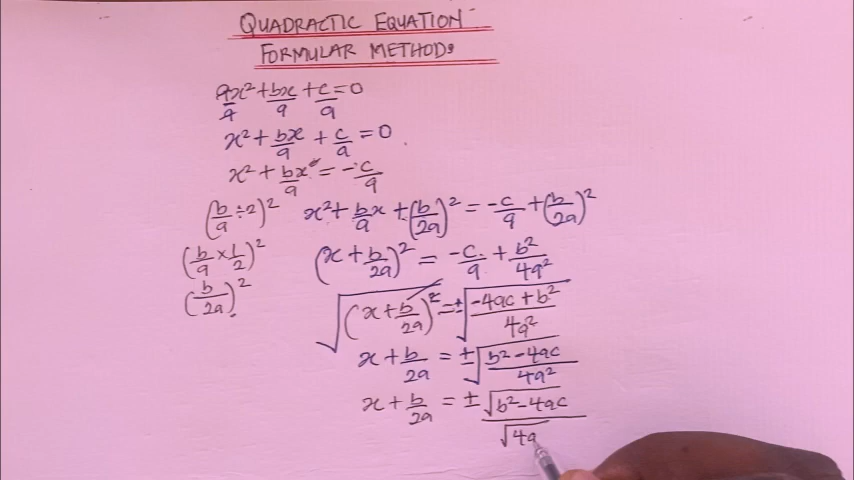 QUADRACTIC EQUATION
FORMULAR METHOD:
ax²/a + bx/a + c/a = 0
x² + bx/a + c/a = 0
x² + bx/a = -c/a
(b/a ÷ 2)² x² + b/a x + (b/2a)² = -c/a + (b/2a)²
(b/a × 1/2)² (x + b/2a)² = -c/a + b²/4a²
(b/2a)² √(x + b/2a)² = ±√(-4ac + b²/4a²)
x + b/2a = ±√(b² - 4ac/4a²)
x + b/2a = ±√b² - 4ac/√4a